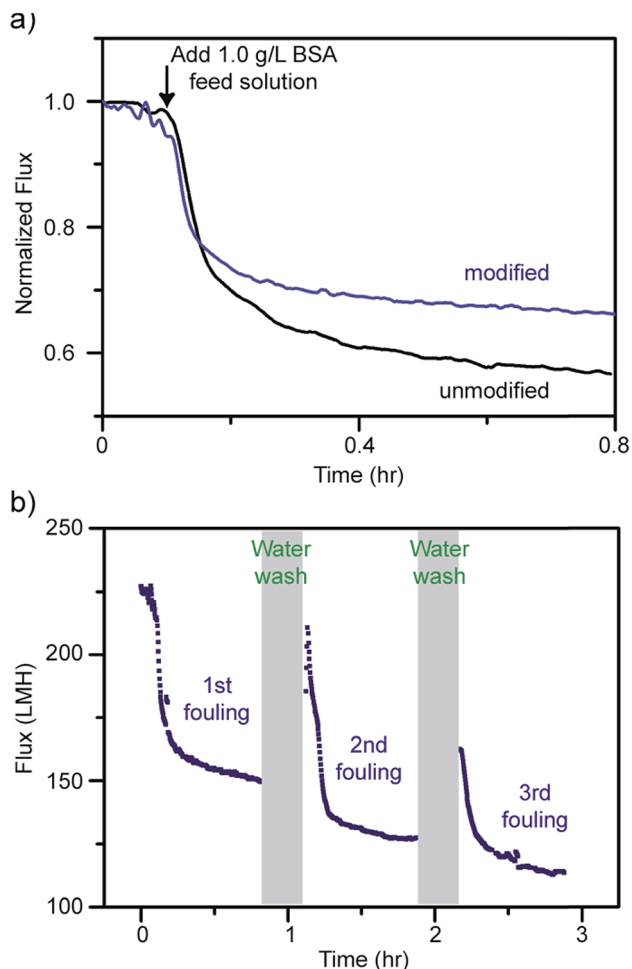 a)
Add 1.0 g/L BSA
feed solution
1.0
0.8
0.6
Normalized Flux
modified
unmodified
0
0.4
0.8
Time (hr)
b)
250
200
150
100
Flux (LMH)
Water
wash
Water
wash
1st
fouling
2nd
fouling
3rd
fouling
0
1
2
3
Time (hr)